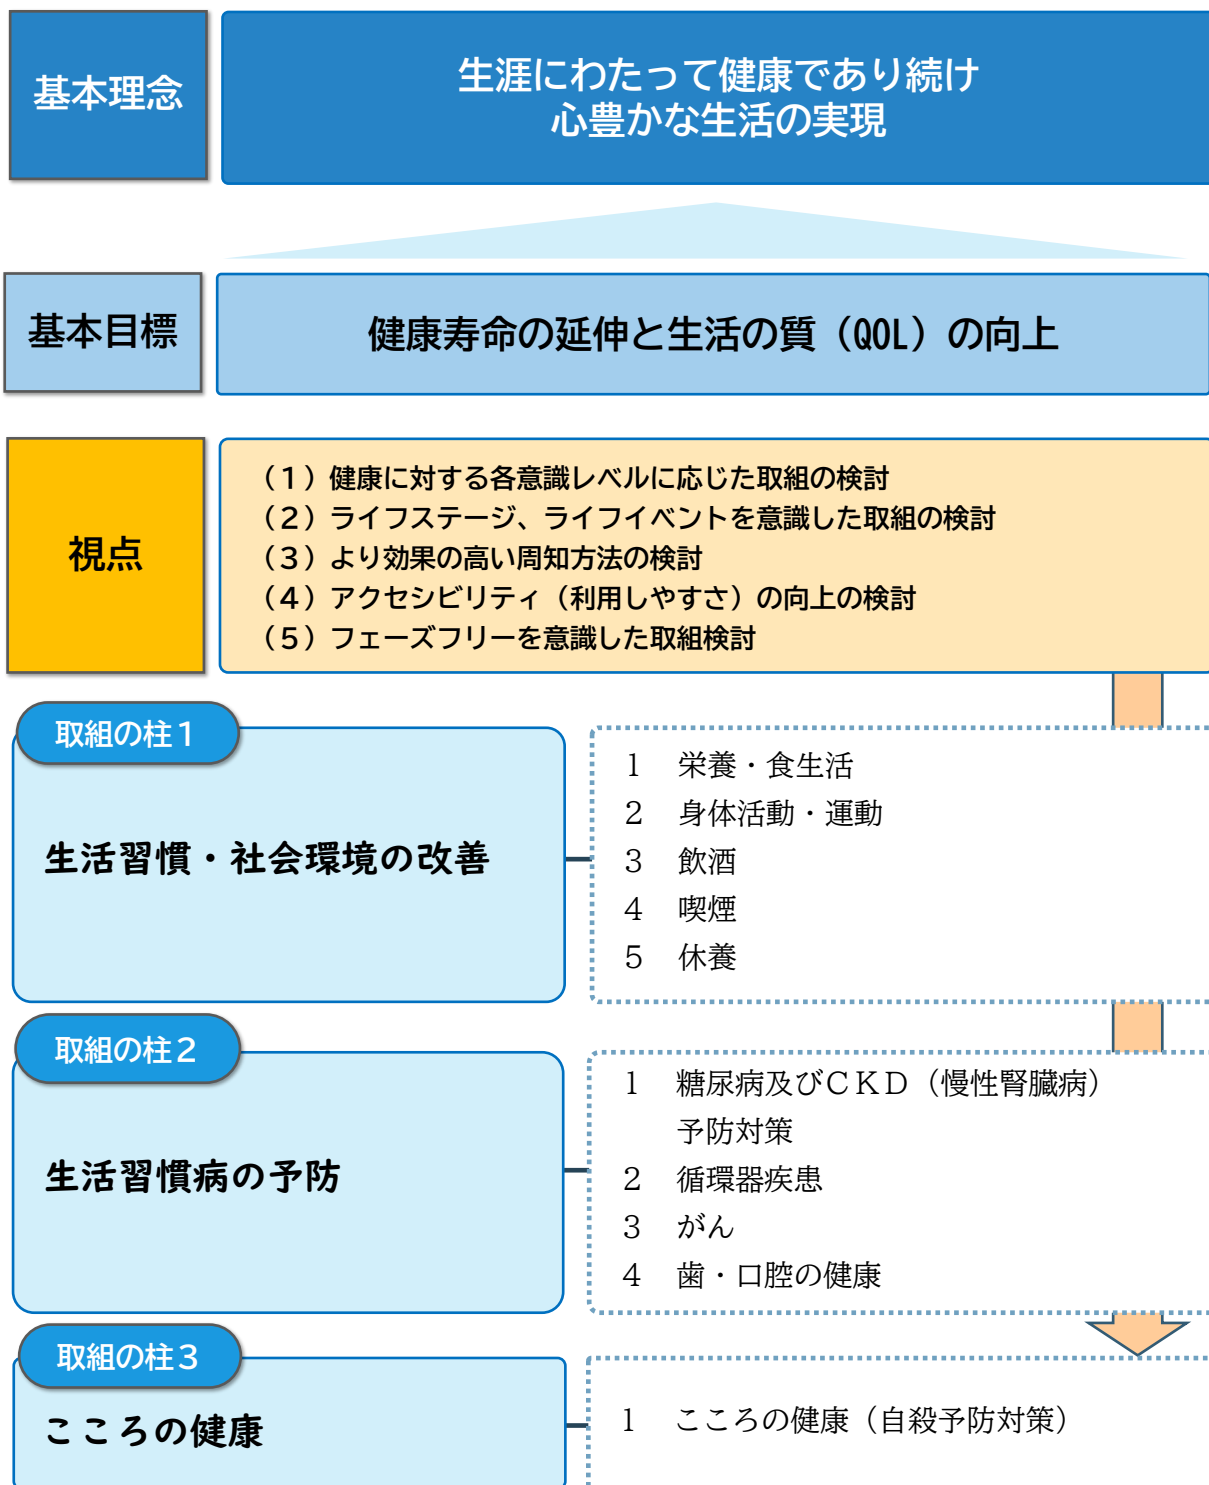 基本理念
生涯にわたって健康であり続け
心豊かな生活の実現
基本目標
健康寿命の延伸と生活の質（QOL）の向上
視点
（１）健康に対する各意識レベルに応じた取組の検討
（２）ライフステージ、ライフイベントを意識した取組の検討
（３）より効果の高い周知方法の検討
（４）アクセシビリティ（利用しやすさ）の向上の検討
（５）フェーズフリーを意識した取組検討
取組の柱１
生活習慣・社会環境の改善
１　栄養・食生活
２　身体活動・運動
３　飲酒
４　喫煙
５　休養
取組の柱２
生活習慣病の予防
１　糖尿病及びＣＫＤ（慢性腎臓病）
予防対策
２　循環器疾患
３　がん
４　歯・口腔の健康
取組の柱３
こころの健康
１　こころの健康（自殺予防対策）